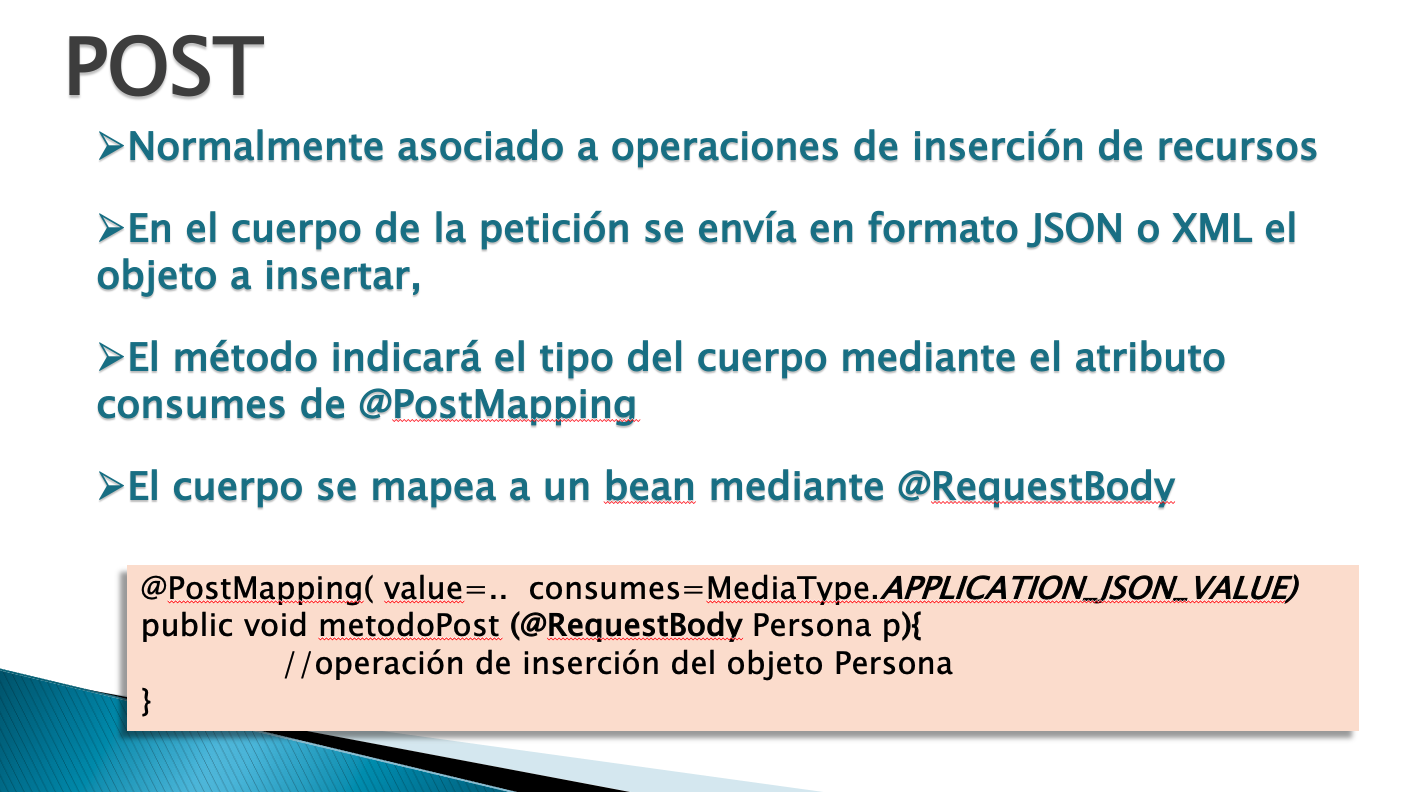 POST
➢Normalmente asociado a operaciones de inserción de recursos
➢En el cuerpo de la petición se envía en formato JSON o XML el
objeto a insertar,
➢El método indicará el tipo del cuerpo mediante el atributo
consumes de @PostMapping
➢El cuerpo se mapea a un bean mediante @RequestBody
@PostMapping( value=..  consumes=MediaType.APPLICATION_JSON_VALUE)
public void metodoPost (@RequestBody Persona p){
//operación de inserción del objeto Persona
}